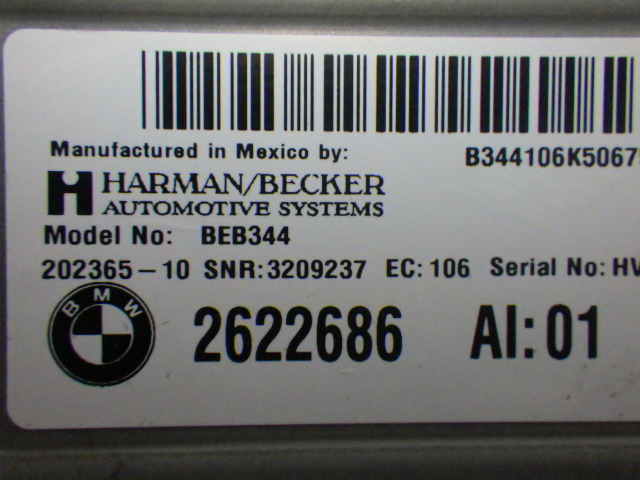 Manufactured in Mexico by: B344106K5067
HARMAN/BECKER
AUTOMOTIVE SYSTEMS
Model No: BEB344
202365-10 SNR:3209237 EC:106 Serial No: HV
BMW 2622686 AI:01